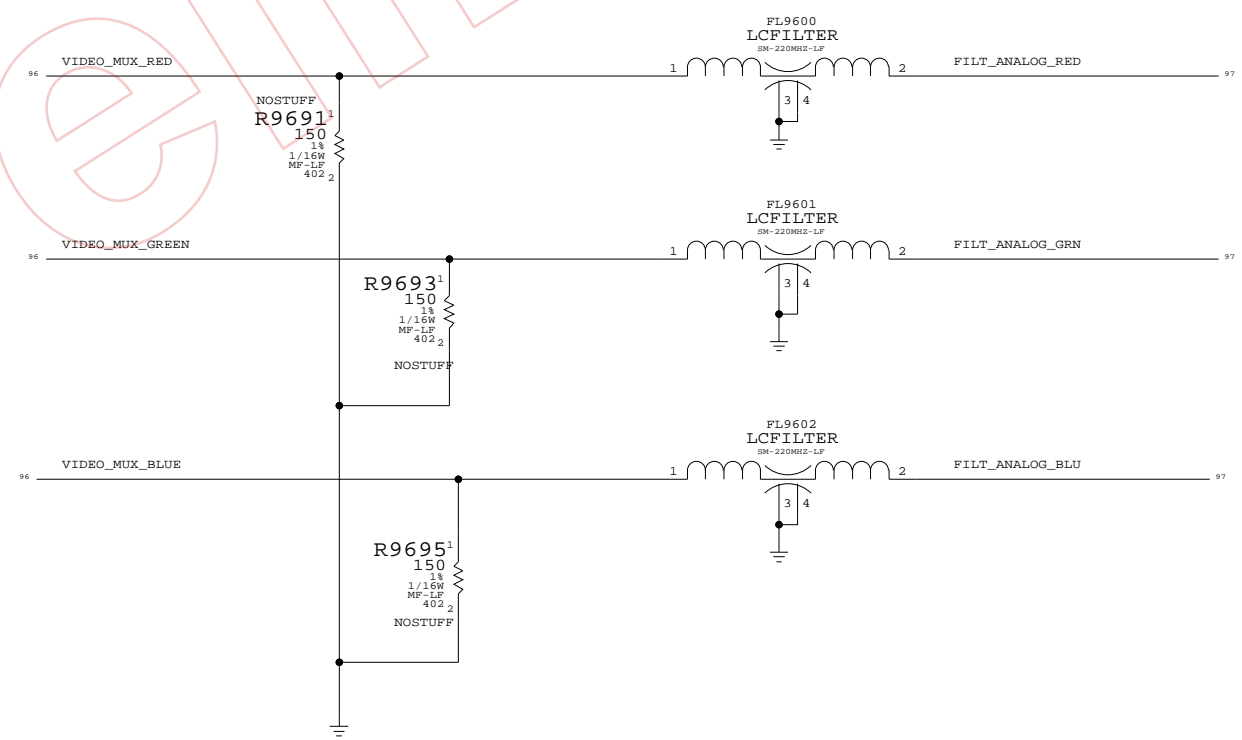 FL9600
LCFILTER
SM-220MHZ-LF
96 VIDEO_MUX_RED 1 2 FILT_ANALOG_RED 97
3 4
NOSTUFF
R9691 1
150
1%
1/16W
MF-LF
402 2
FL9601
LCFILTER
SM-220MHZ-LF
96 VIDEO_MUX_GREEN 1 2 FILT_ANALOG_GRN 97
3 4
R9693 1
150
1%
1/16W
MF-LF
402 2
NOSTUFF
FL9602
LCFILTER
SM-220MHZ-LF
96 VIDEO_MUX_BLUE 1 2 FILT_ANALOG_BLU 97
3 4
R9695 1
150
1%
1/16W
MF-LF
402 2
NOSTUFF